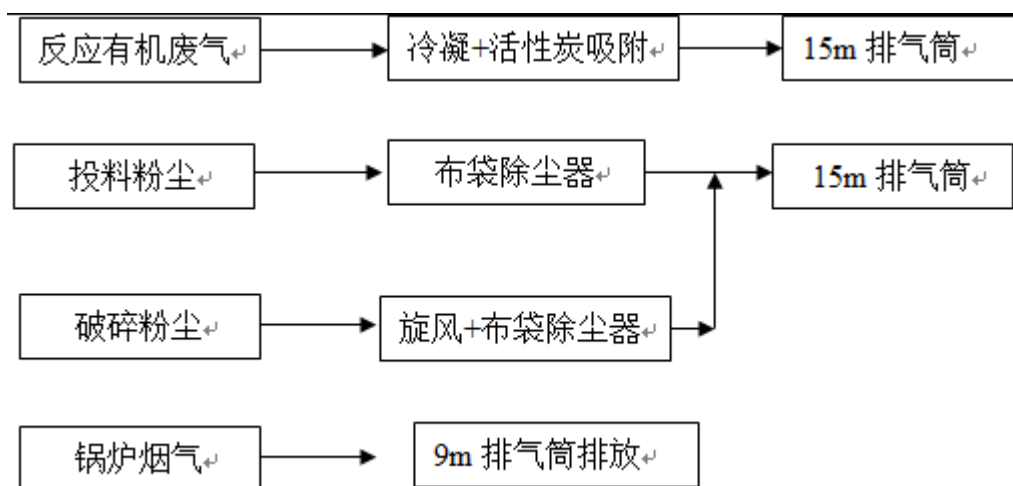 反应有机废气
冷凝+活性炭吸附
15m 排气筒
投料粉尘
布袋除尘器
15m 排气筒
破碎粉尘
旋风+布袋除尘器
锅炉烟气
9m 排气筒排放